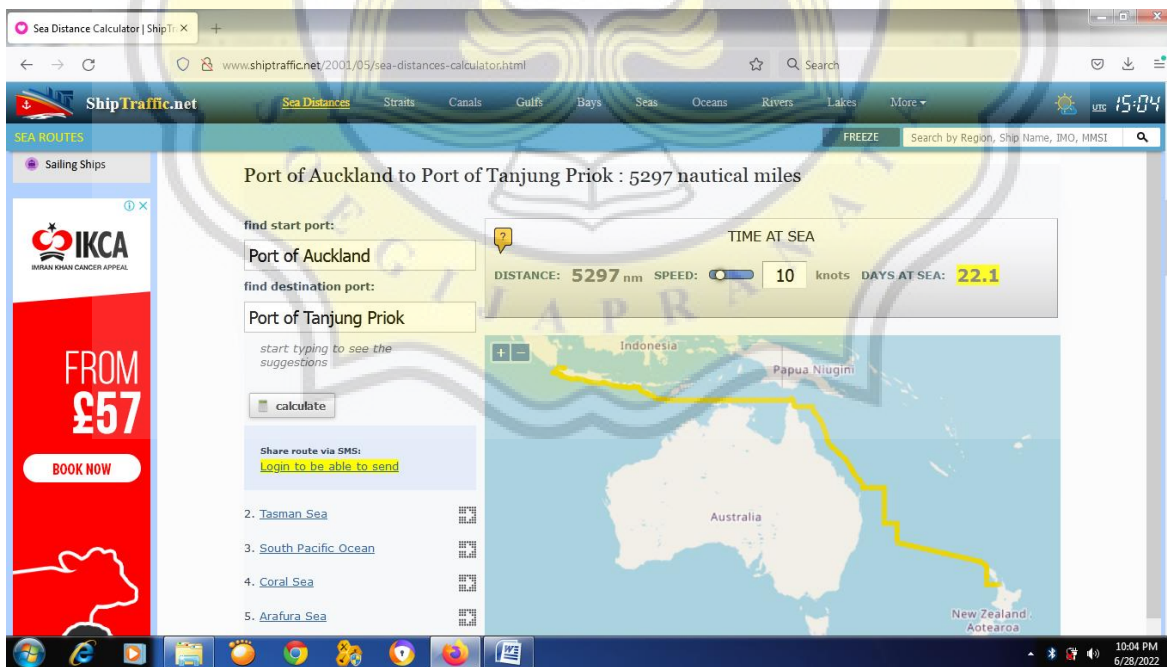 Sea Distance Calculator | ShipTr
www.shiptraffic.net/2001/05/sea-distances-calculator.html
Search
ShipTraffic.net
Sea Distances Straits Canals Gulfs Bays Seas Oceans Rivers Lakes More
UTC 15:04
SEA ROUTES
FREEZE
Search by Region, Ship Name, IMO, MMSI
Sailing Ships
Port of Auckland to Port of Tanjung Priok : 5297 nautical miles
IKCA
IMRAN KHAN CANCER APPEAL
FROM
£57
BOOK NOW
find start port:
Port of Auckland
find destination port:
Port of Tanjung Priok
start typing to see the
suggestions
calculate
Share route via SMS:
Login to be able to send
2. Tasman Sea
3. South Pacific Ocean
4. Coral Sea
5. Arafura Sea
?
TIME AT SEA
DISTANCE: 5297 nm SPEED: 10 knots DAYS AT SEA: 22.1
+ −
Indonesia
Papua Niugini
Australia
New Zealand
Aotearoa
GIJAPRA
ATA
10:04 PM
6/28/2022